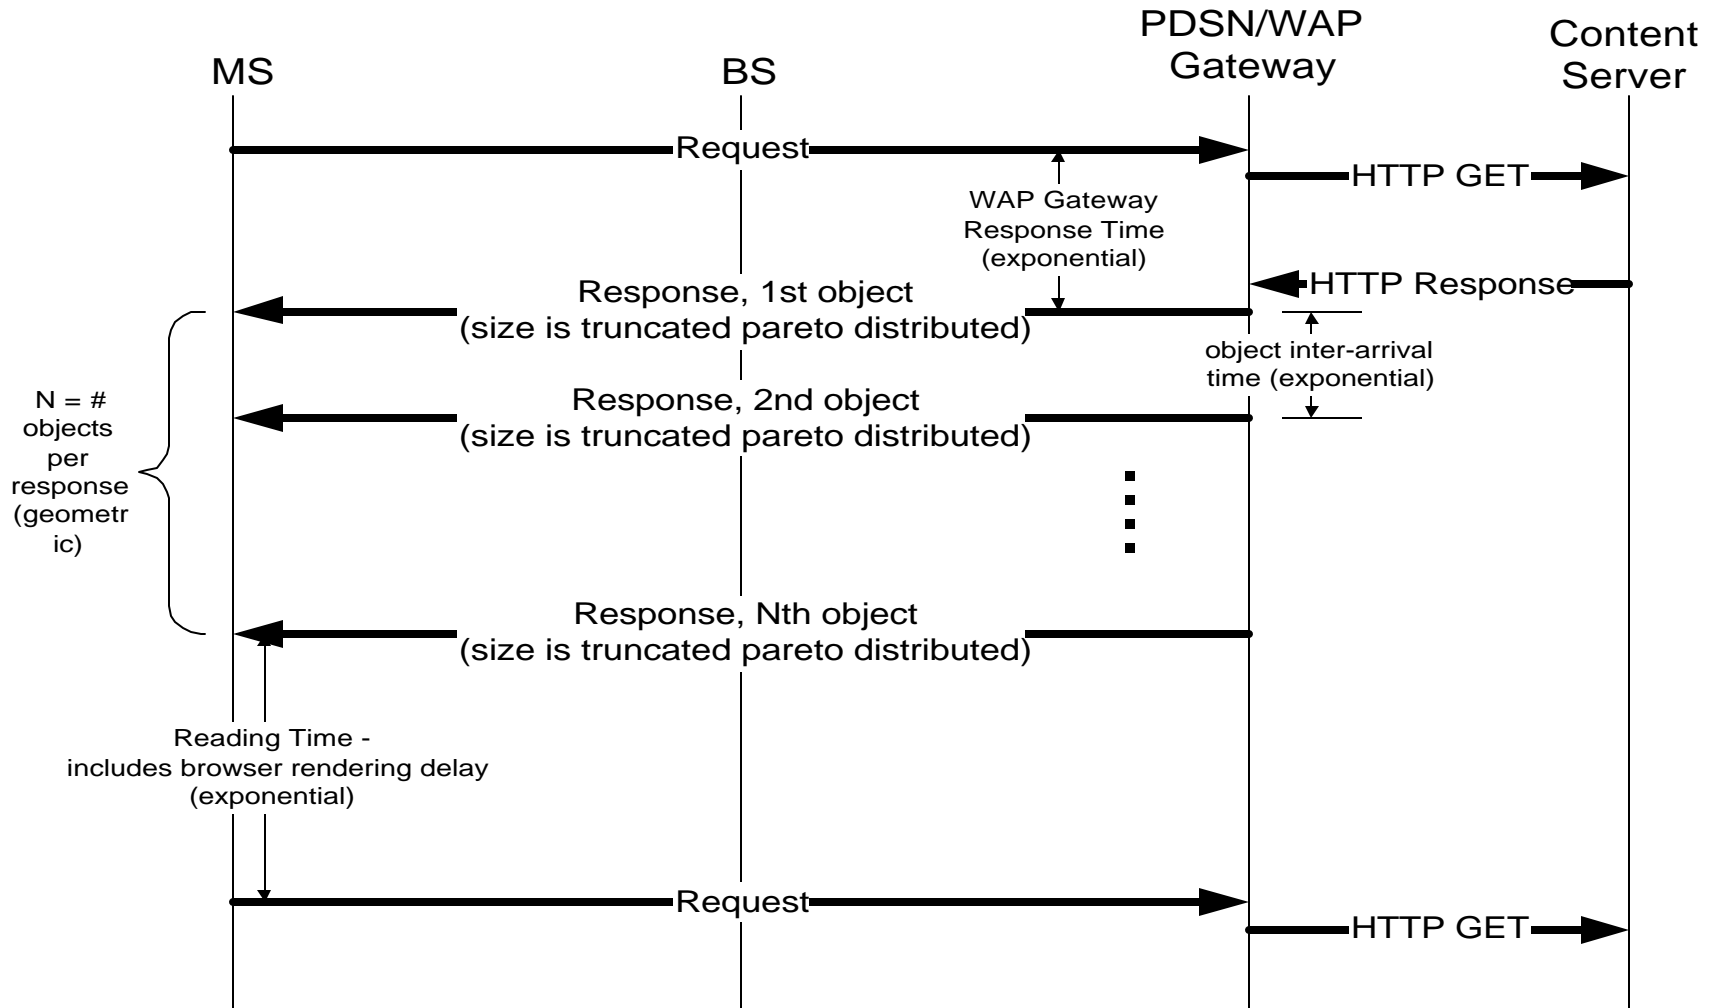 MS
BS
PDSN/WAP
Gateway
Content
Server
Request
HTTP GET
WAP Gateway
Response Time
(exponential)
HTTP Response
Response, 1st object
(size is truncated pareto distributed)
object inter-arrival
time (exponential)
Response, 2nd object
(size is truncated pareto distributed)
N = #
objects
per
response
(geometr
ic)
Response, Nth object
(size is truncated pareto distributed)
Reading Time -
includes browser rendering delay
(exponential)
Request
HTTP GET